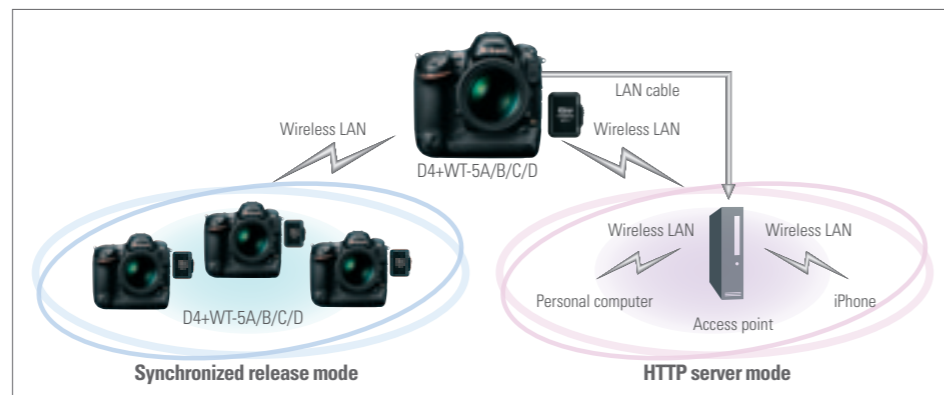 LAN cable
Wireless LAN
Wireless LAN
D4+WT-5A/B/C/D
Wireless LAN
Wireless LAN
Personal computer
iPhone
D4+WT-5A/B/C/D
Access point
Synchronized release mode
HTTP server mode